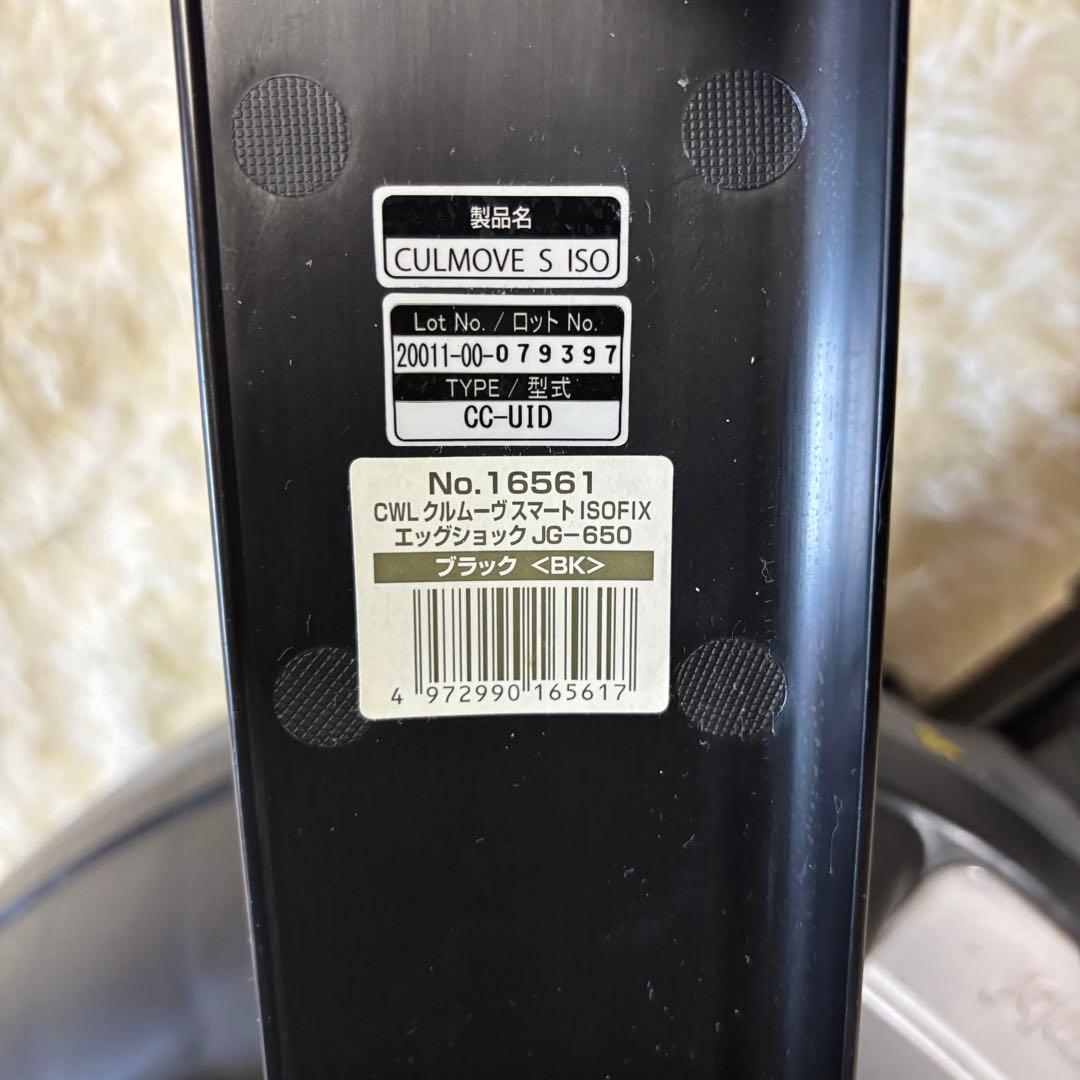 製品名
CULMOVE S ISO
Lot No. / ロット No.
20011-00-079397
TYPE / 型式
CC-UID
No.16561
CWL クルムーヴ スマート ISOFIX
エッグショック JG-650
ブラック <BK>
4 972990 165617